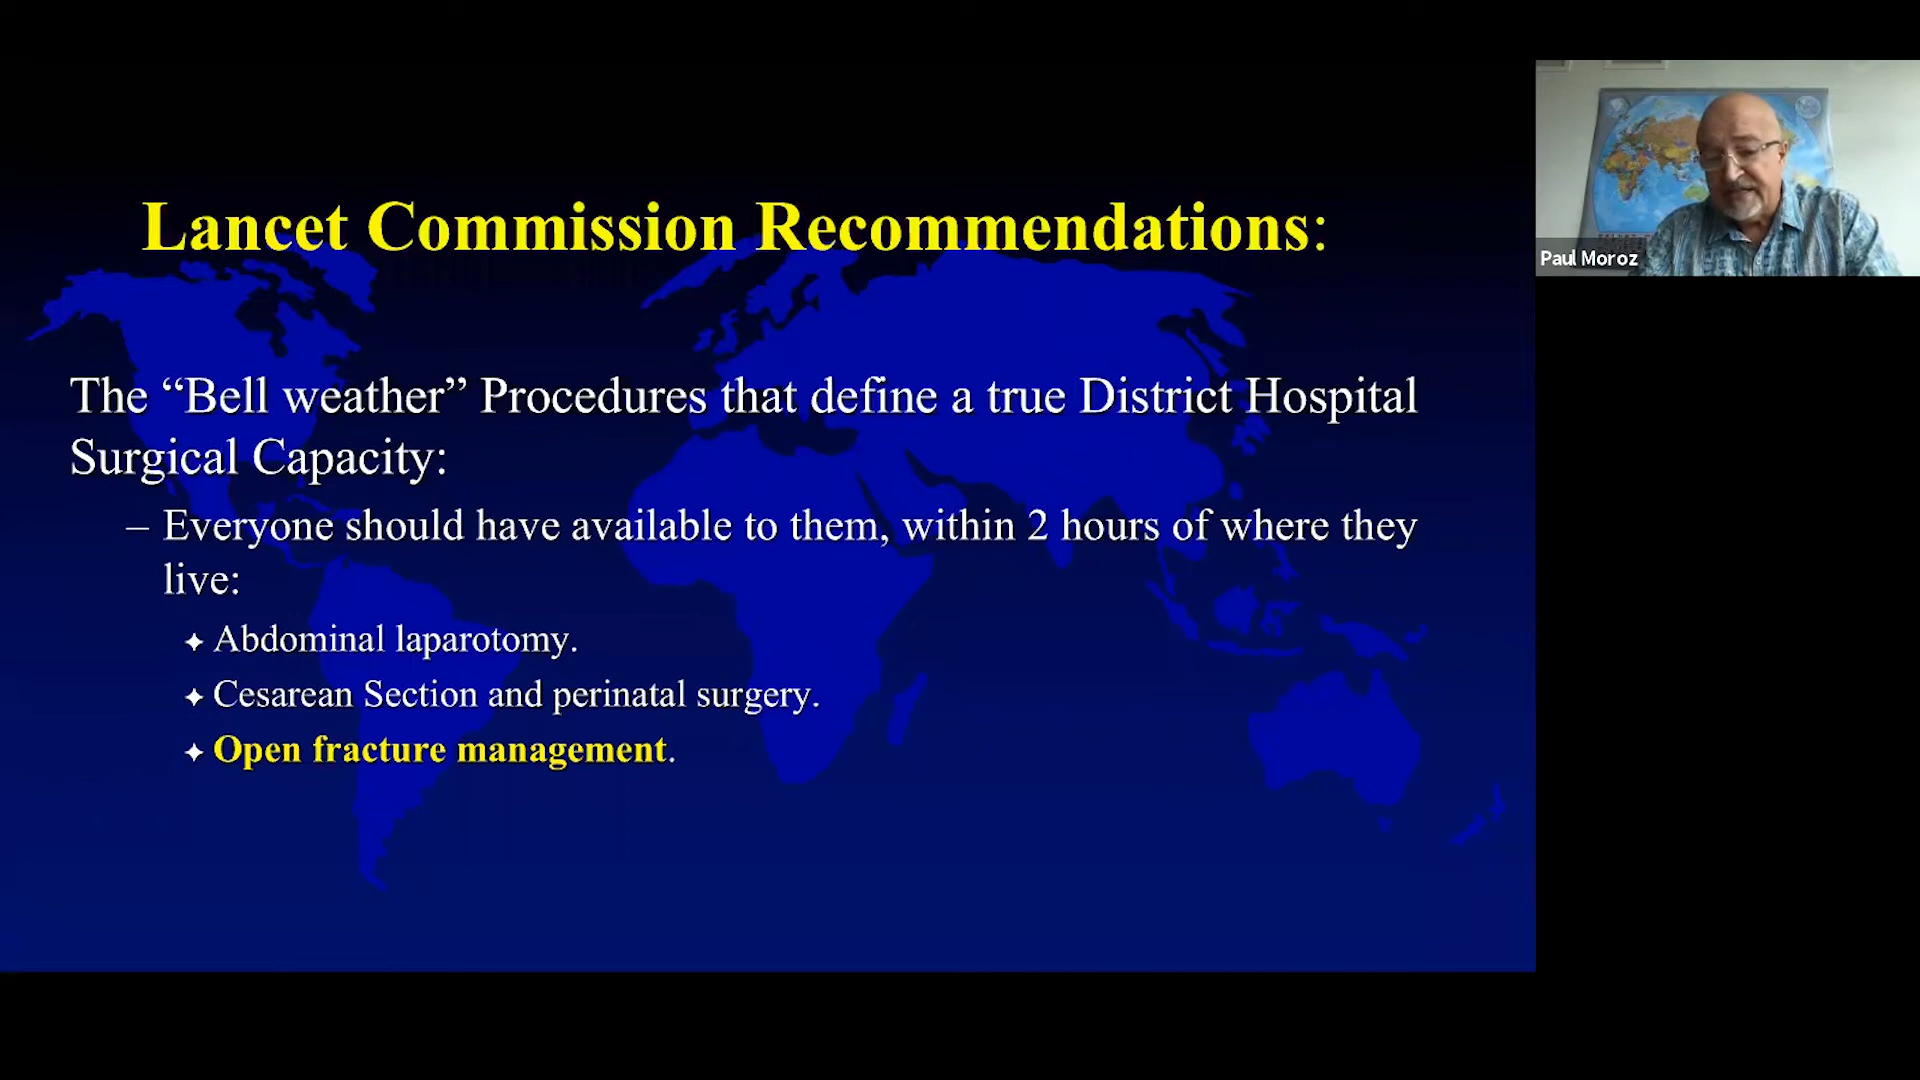 Lancet Commission Recommendations:
The “Bell weather” Procedures that define a true District Hospital
Surgical Capacity:
– Everyone should have available to them, within 2 hours of where they
live:
✦ Abdominal laparotomy.
✦ Cesarean Section and perinatal surgery.
✦ Open fracture management.
Paul Moroz